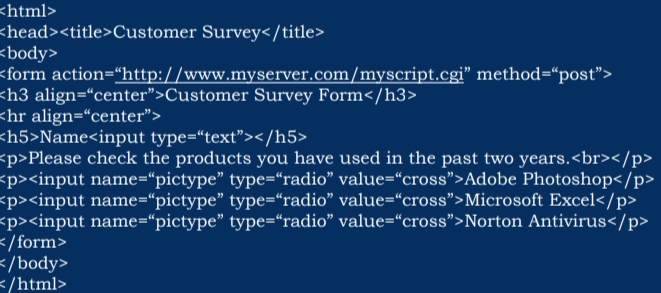 <html>
<head><title>Customer Survey</title>
<body>
<form action=“http://www.myserver.com/myscript.cgi” method=“post”>
<h3 align=“center”>Customer Survey Form</h3>
<hr align=“center”>
<h5>Name<input type=“text”></h5>
<p>Please check the products you have used in the past two years.<br></p>
<p><input name=“pictype” type=“radio” value=“cross”>Adobe Photoshop</p>
<p><input name=“pictype” type=“radio” value=“cross”>Microsoft Excel</p>
<p><input name=“pictype” type=“radio” value=“cross”>Norton Antivirus</p>
</form>
</body>
</html>